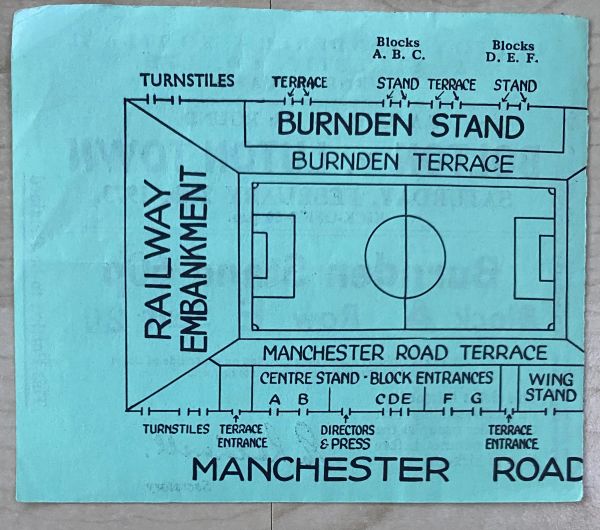 Blocks
A. B. C.
Blocks
D. E. F.
TURNSTILES
TERRACE
STAND
TERRACE
STAND
BURNDEN STAND
BURNDEN TERRACE
RAILWAY
EMBANKMENT
MANCHESTER ROAD TERRACE
CENTRE STAND - BLOCK ENTRANCES
A B C D E F G
WING
STAND
TURNSTILES
TERRACE
ENTRANCE
DIRECTORS
& PRESS
TERRACE
ENTRANCE
MANCHESTER ROAD